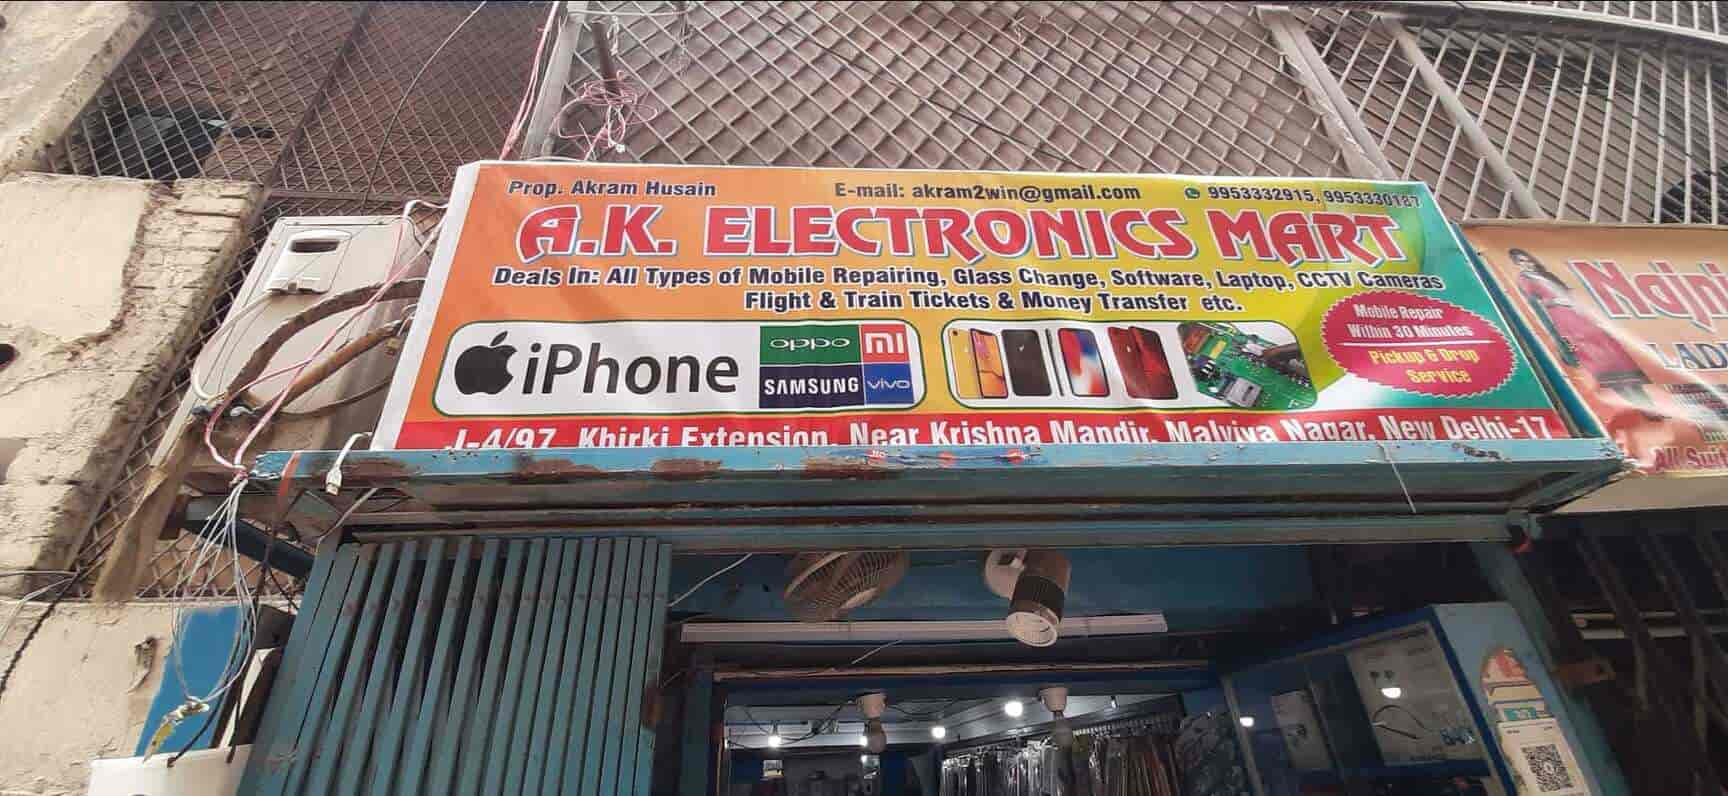 Prop. Akram Husain E-mail: akram2win@gmail.com 9953332915, 9953330187
A.K. ELECTRONICS MART
Deals In: All Types of Mobile Repairing, Glass Change, Software, Laptop, CCTV Cameras
Flight & Train Tickets & Money Transfer etc.
iPhone
oppo
MI
SAMSUNG
vivo
Mobile Repair
Within 30 Minutes
Pickup & Drop
Service
J-4/97, Khirki Extension, Near Krishna Mandir, Malviya Nagar, New Delhi-17